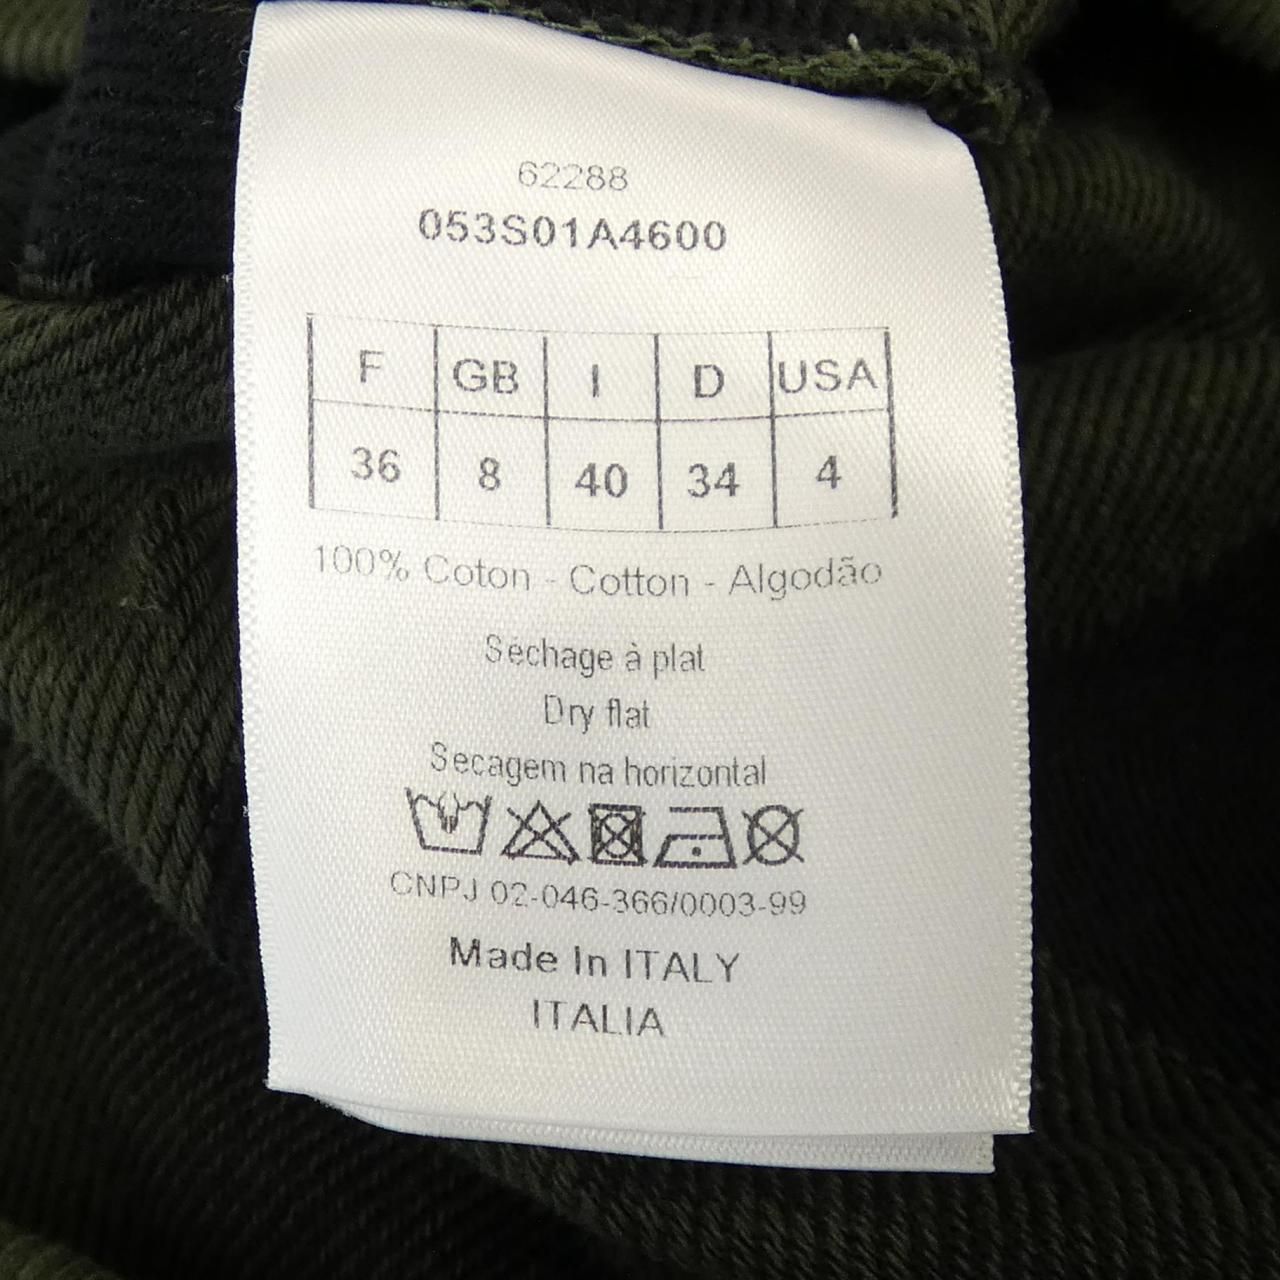 62288
053S01A4600
F GB I D USA
36 8 40 34 4
100% Coton - Cotton - Algodão
Séchage à plat
Dry flat
Secagem na horizontal
CNPJ 02-046-366/0003-99
Made In ITALY
ITALIA